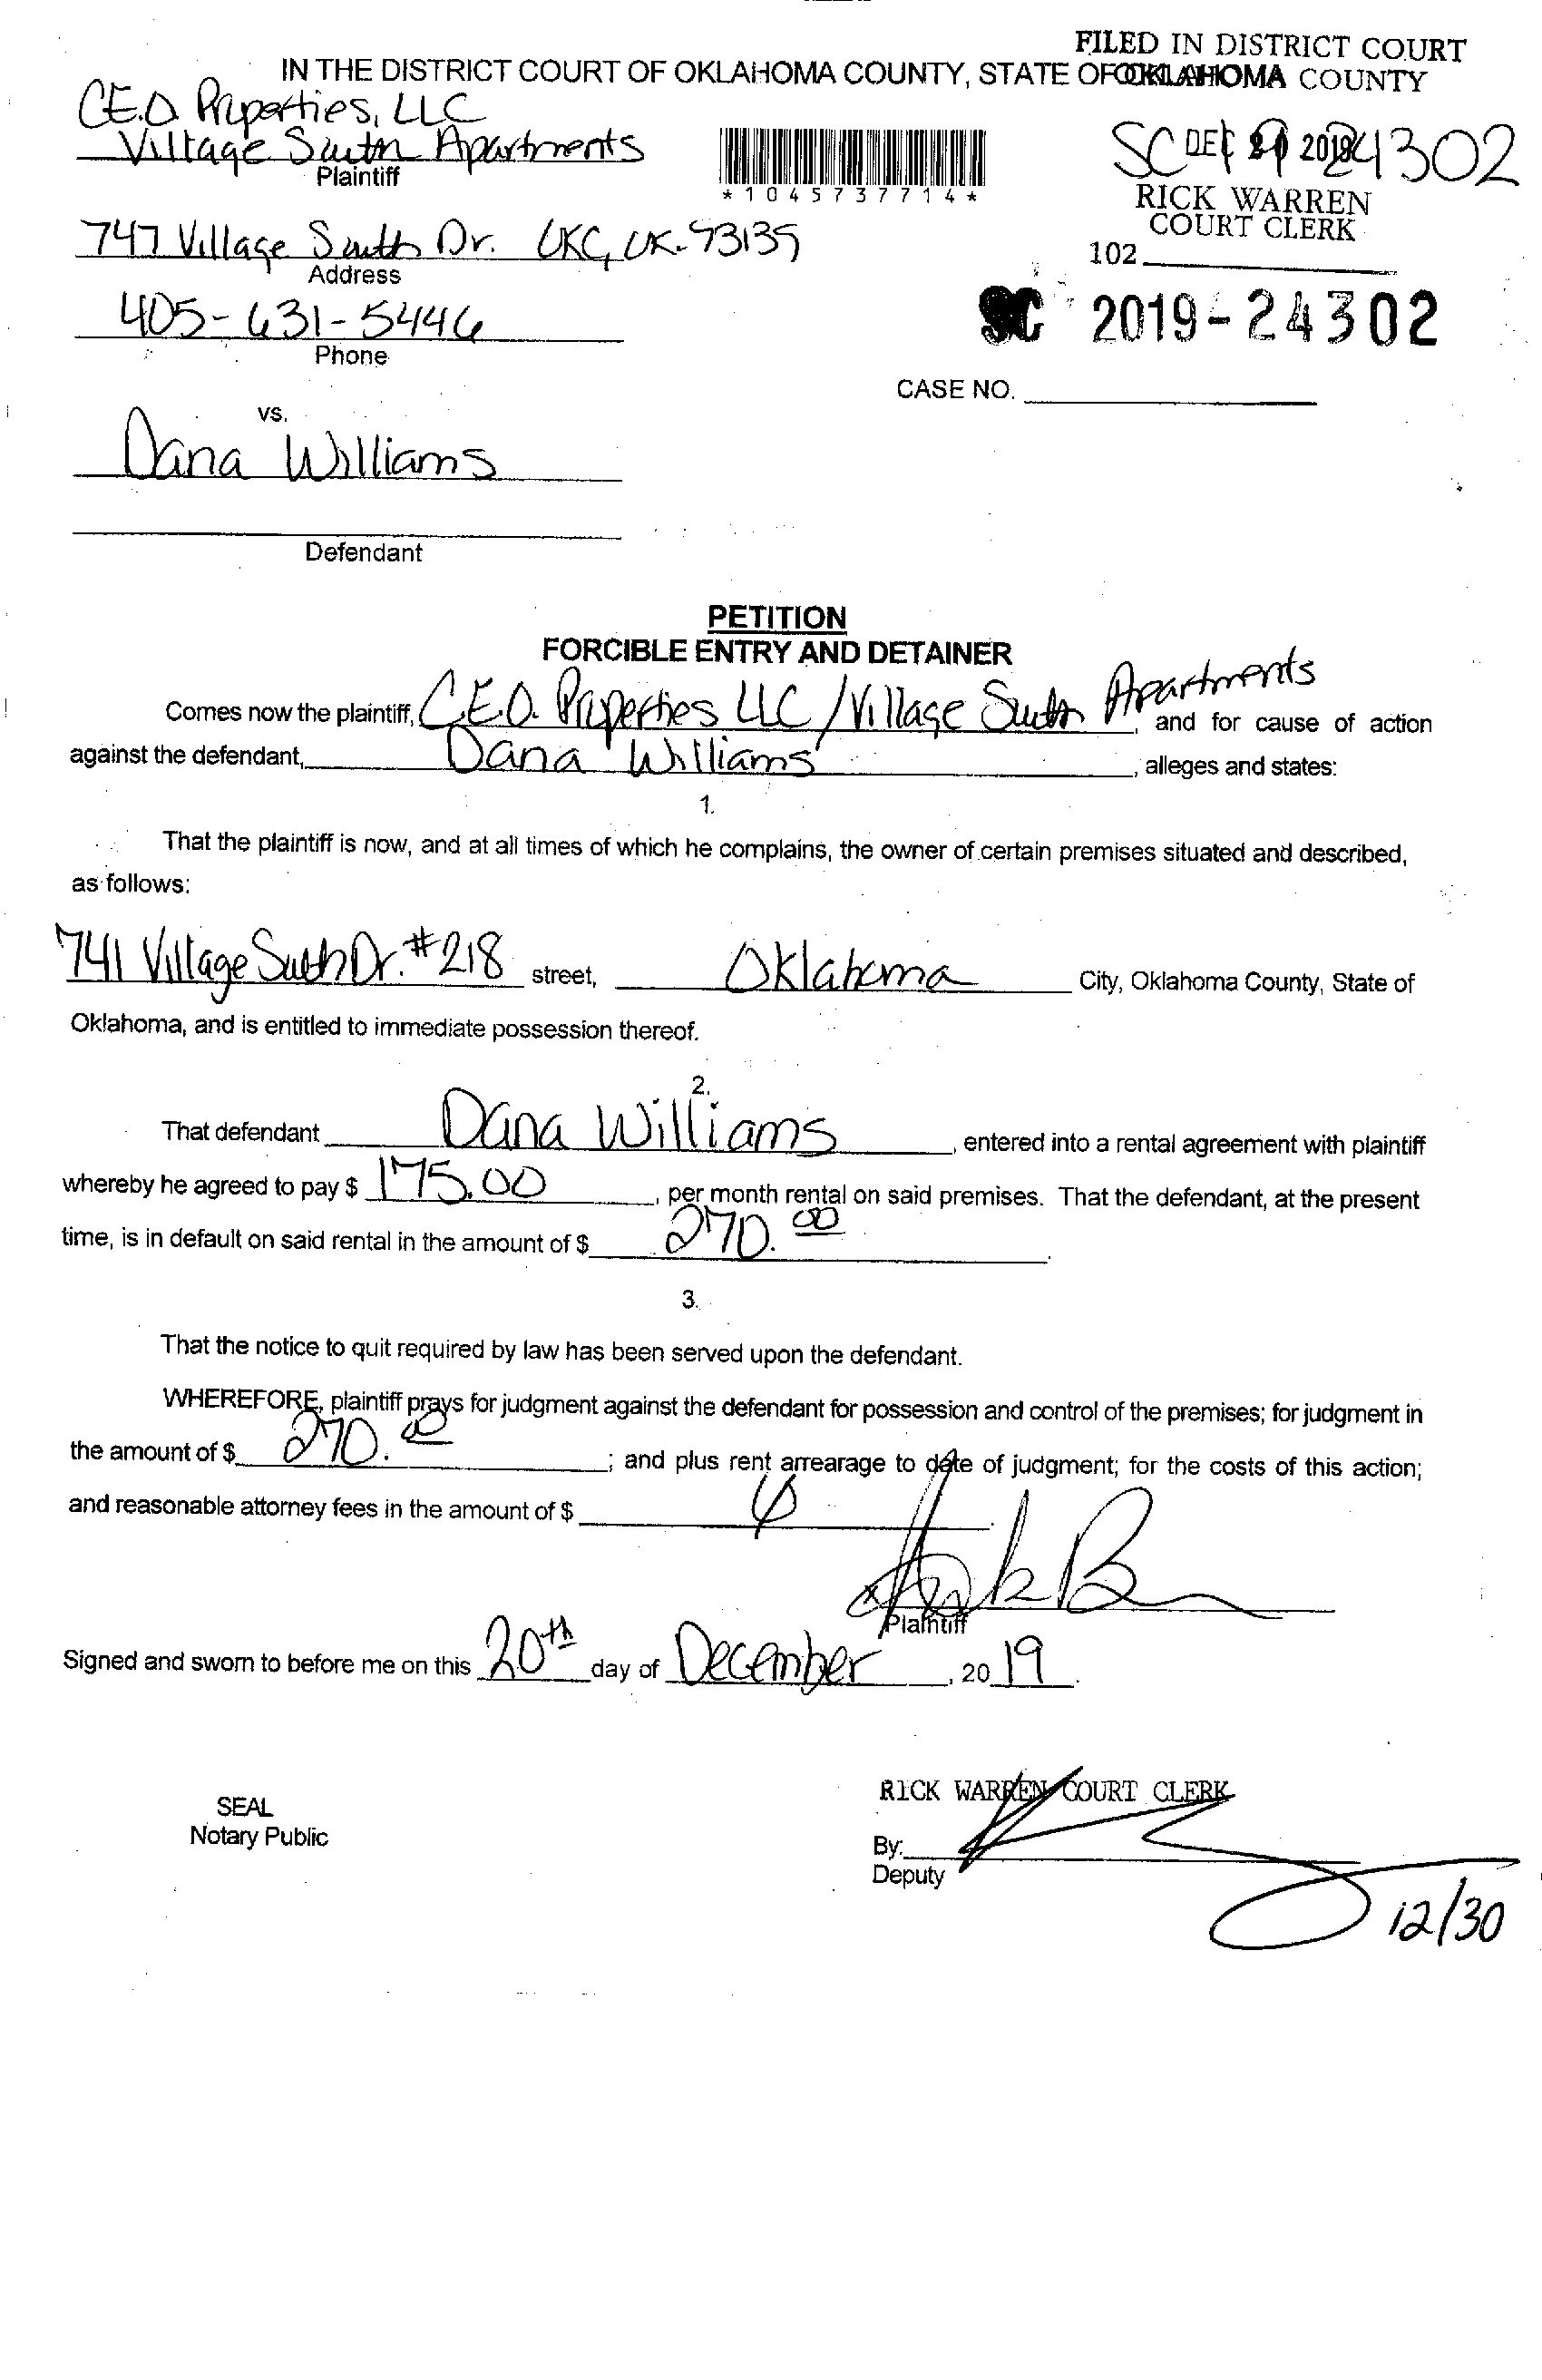 FILED IN DISTRICT COURT
OKLAHOMA COUNTY
IN THE DISTRICT COURT OF OKLAHOMA COUNTY, STATE OF OKLAHOMA
C.E.O. Properties, LLC
Village South Apartments
Plaintiff
*1045737714*
SC 24302
DEC 2019
RICK WARREN
COURT CLERK
102
747 Village South Dr. OKC, OK. 73139
Address
405-631-5446
Phone
SC 2019-24302
CASE NO.
vs.
Dana Williams
Defendant
PETITION
FORCIBLE ENTRY AND DETAINER
Comes now the plaintiff, C.E.O. Properties LLC / Village South Apartments, and for cause of action
against the defendant, Dana Williams, alleges and states:
1.
That the plaintiff is now, and at all times of which he complains, the owner of certain premises situated and described,
as follows:
741 Village South Dr. #218 street, Oklahoma City, Oklahoma County, State of
Oklahoma, and is entitled to immediate possession thereof.
2.
That defendant Dana Williams, entered into a rental agreement with plaintiff
whereby he agreed to pay $ 175.00, per month rental on said premises. That the defendant, at the present
time, is in default on said rental in the amount of $ 270.00.
3.
That the notice to quit required by law has been served upon the defendant.
WHEREFORE, plaintiff prays for judgment against the defendant for possession and control of the premises; for judgment in
the amount of $ 270.00; and plus rent arrearage to date of judgment; for the costs of this action;
and reasonable attorney fees in the amount of $
Plaintiff
Signed and sworn to before me on this 20th day of December, 20 19.
RICK WARREN COURT CLERK
SEAL
Notary Public
By:
Deputy
12/30